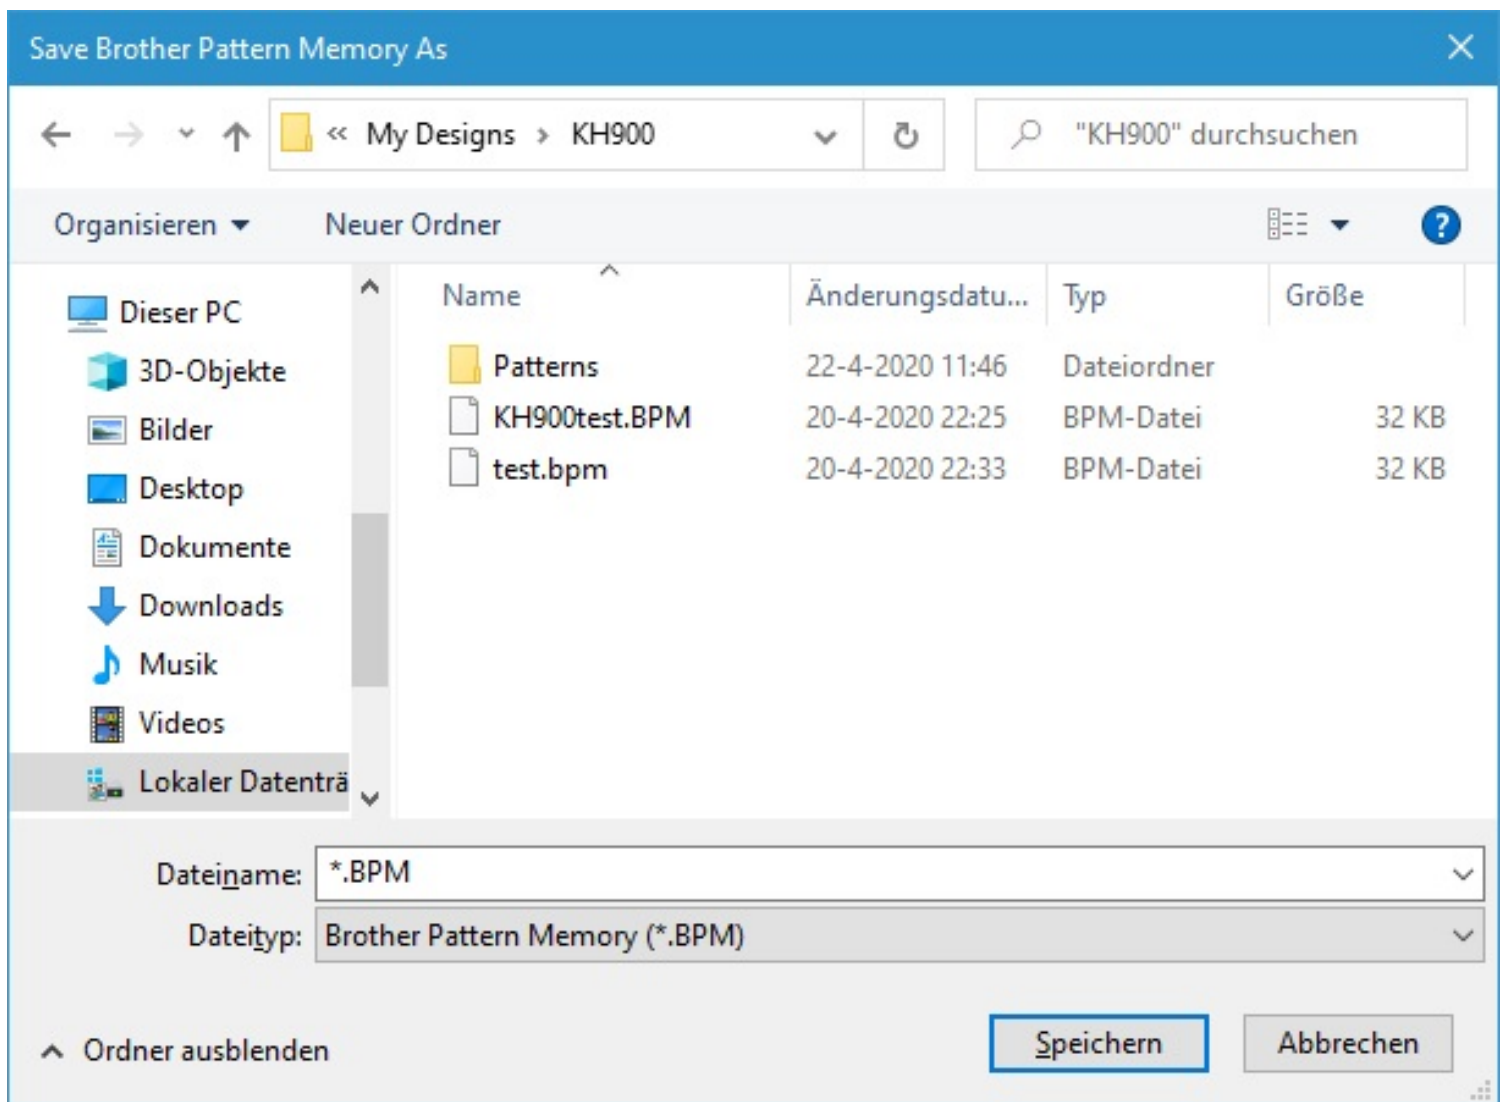 Save Brother Pattern Memory As
« My Designs > KH900
"KH900" durchsuchen
Organisieren
Neuer Ordner
?
Name
Änderungsdatu...
Typ
Größe
Dieser PC
3D-Objekte
Bilder
Desktop
Dokumente
Downloads
Musik
Videos
Lokaler Datenträ
Patterns 22-4-2020 11:46 Dateiordner
KH900test.BPM 20-4-2020 22:25 BPM-Datei 32 KB
test.bpm 20-4-2020 22:33 BPM-Datei 32 KB
Dateiname: *.BPM
Dateityp: Brother Pattern Memory (*.BPM)
Ordner ausblenden
Speichern
Abbrechen